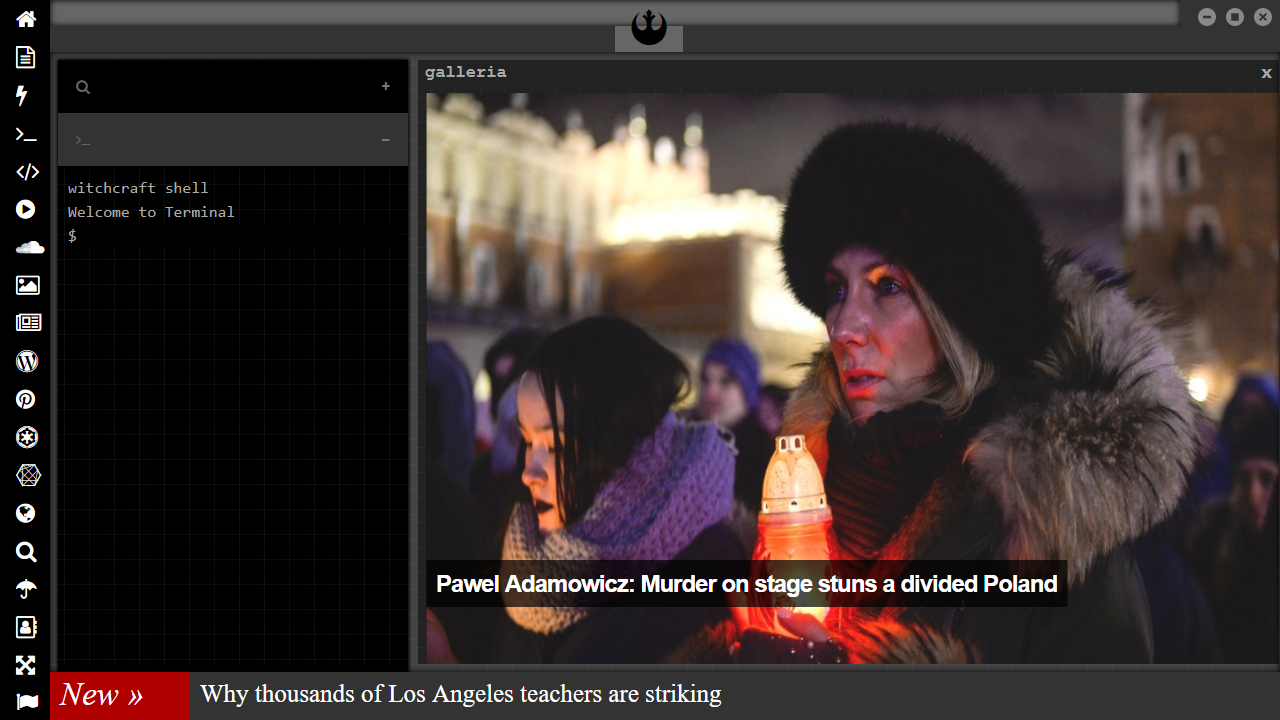 galleria
x
+
>_
−
witchcraft shell
Welcome to Terminal
$
Pawel Adamowicz: Murder on stage stuns a divided Poland
New »
Why thousands of Los Angeles teachers are striking